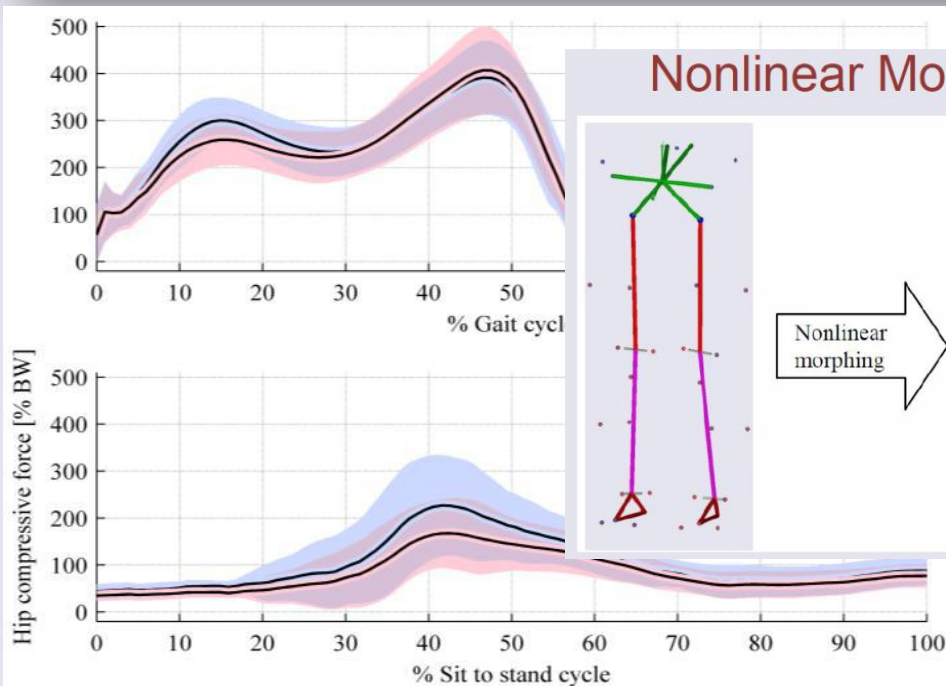 500
400
300
200
100
0
0 10 20 30 40 50
% Gait cycl
Nonlinear Mo
Nonlinear
morphing
Hip compressive force [% BW]
500
400
300
200
100
0
0 10 20 30 40 50 60 70 80 90 100
% Sit to stand cycle